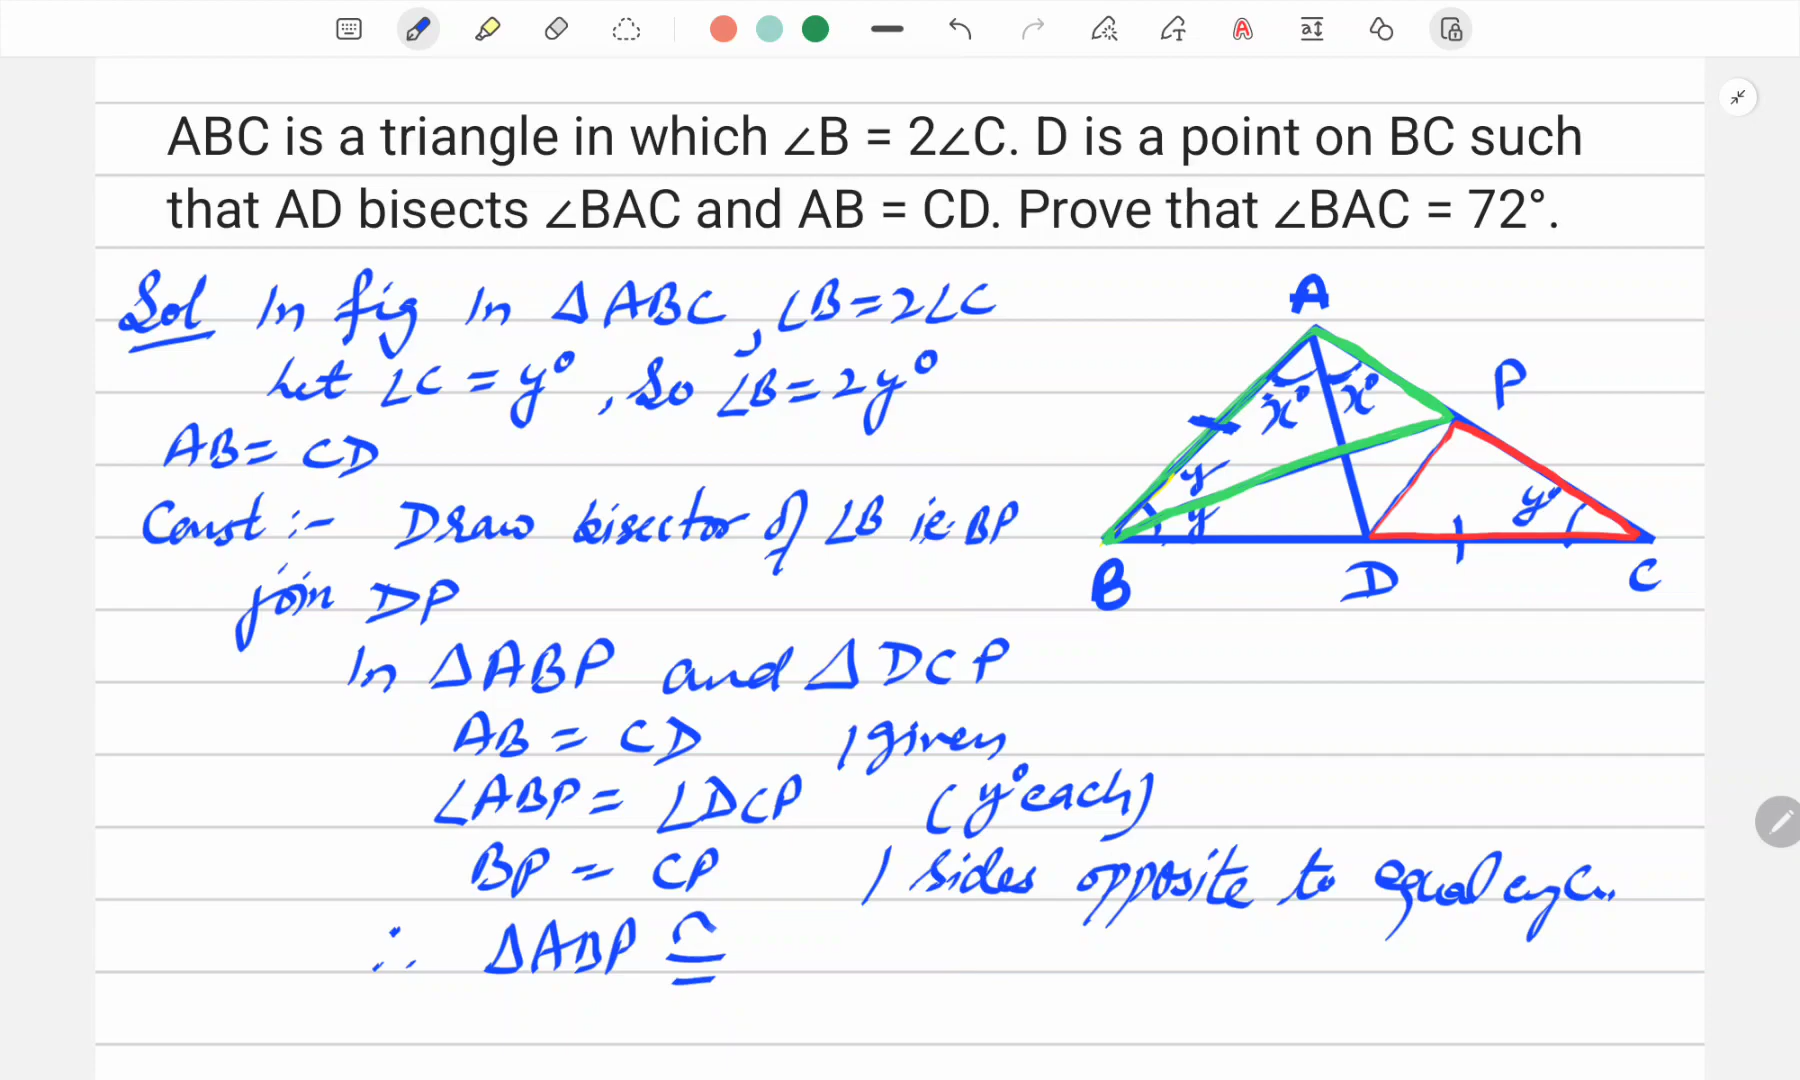 ABC is a triangle in which ∠B = 2∠C. D is a point on BC such
that AD bisects ∠BAC and AB = CD. Prove that ∠BAC = 72°.
Sol In fig In ΔABC, ∠B=2∠C
Let ∠C = y°, So ∠B=2y°
AB= CD
Const :- Draw bisector of ∠B ie. BP
join DP
In ΔABP and ΔDCP
AB = CD | given
∠ABP = ∠DCP (y° each)
BP = CP | sides opposite to equal
∴ ΔABP ≅
A
P
x° x°
y
y
y°
B
D
C